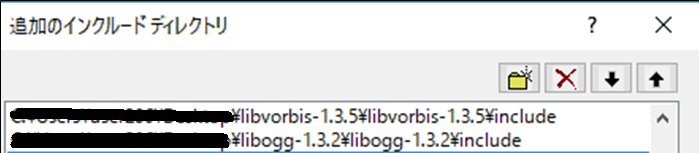 追加のインクルード ディレクトリ
?
¥libvorbis-1.3.5¥libvorbis-1.3.5¥include
¥libogg-1.3.2¥libogg-1.3.2¥include